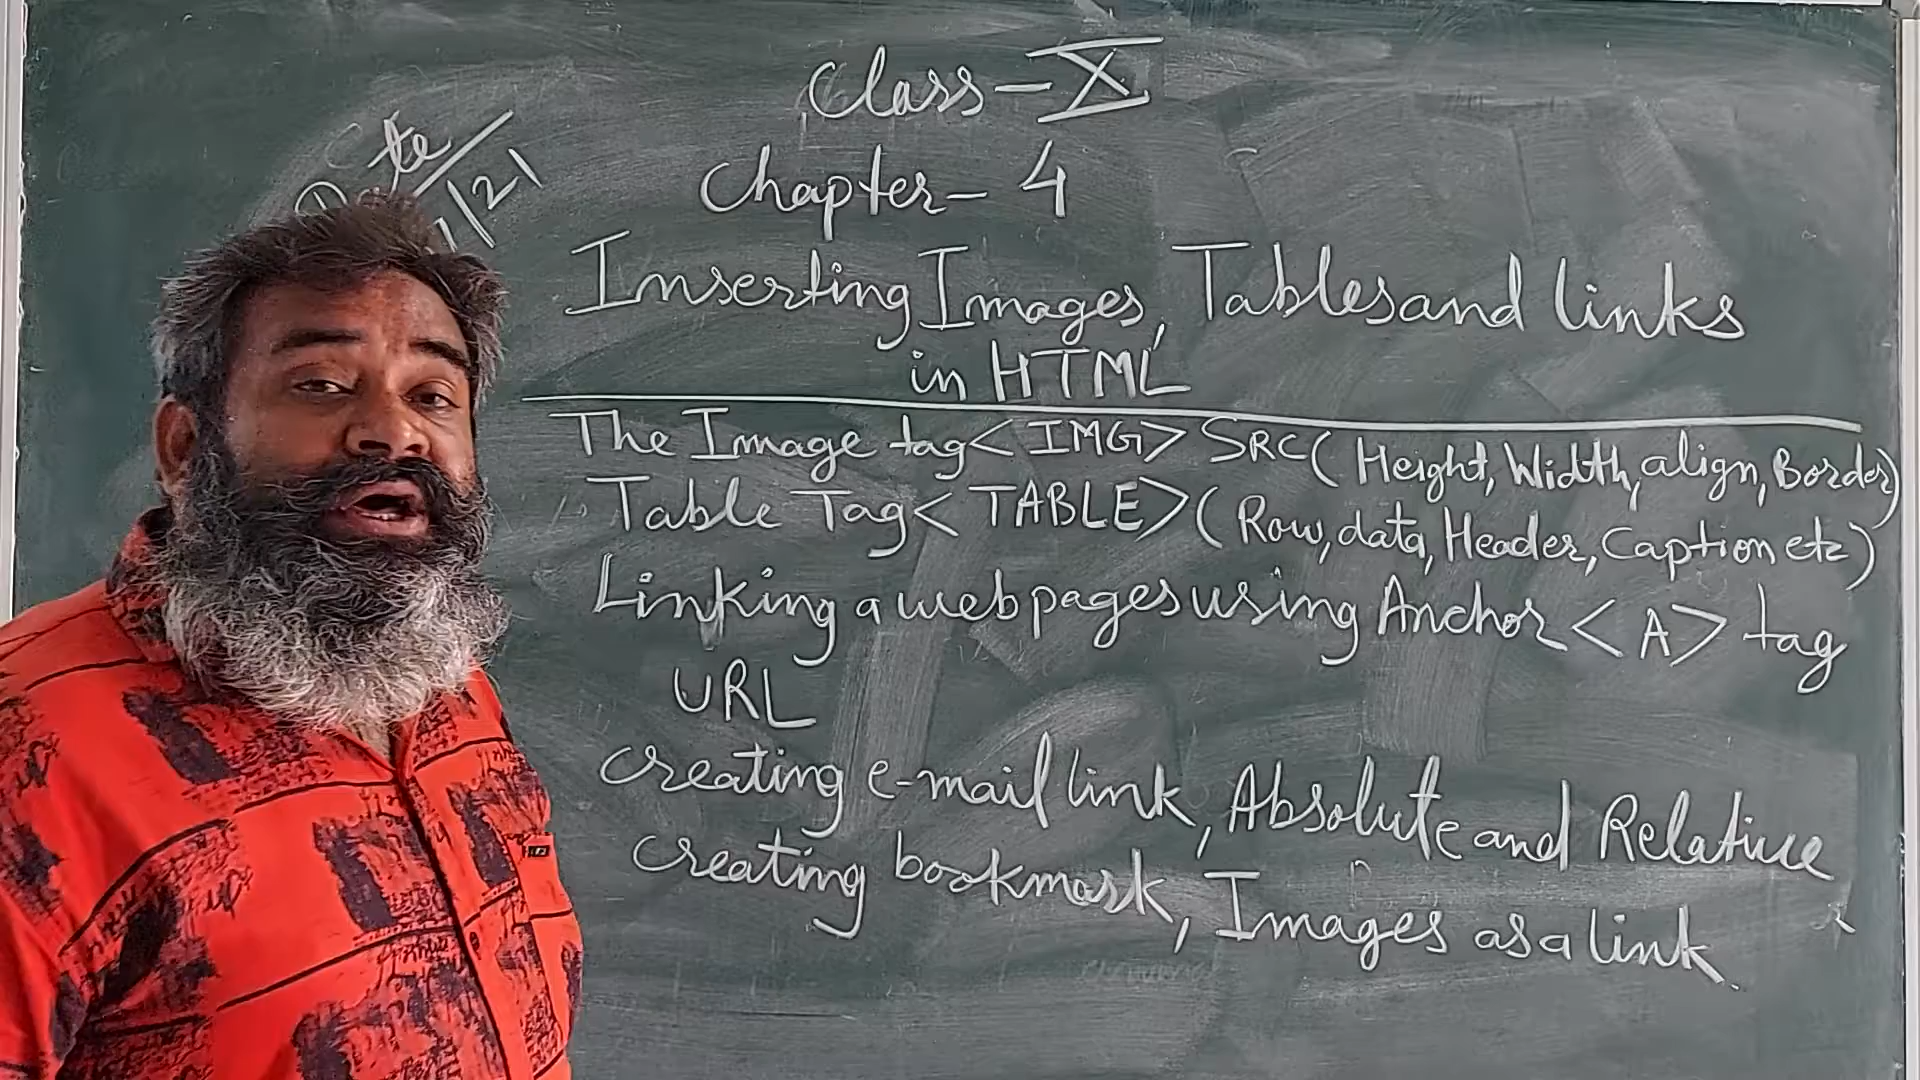 Class-X
te
/21
Chapter- 4
Inserting Images, Tables and links
in HTML
The Image tag <IMG> SRC( Height, Width, align, Border)
Table Tag <TABLE> (Row, data, Header, Caption etc)
Linking a web pages using Anchor <A> tag
URL
creating e-mail link, Absolute and Relative
creating bookmark, Images as a link